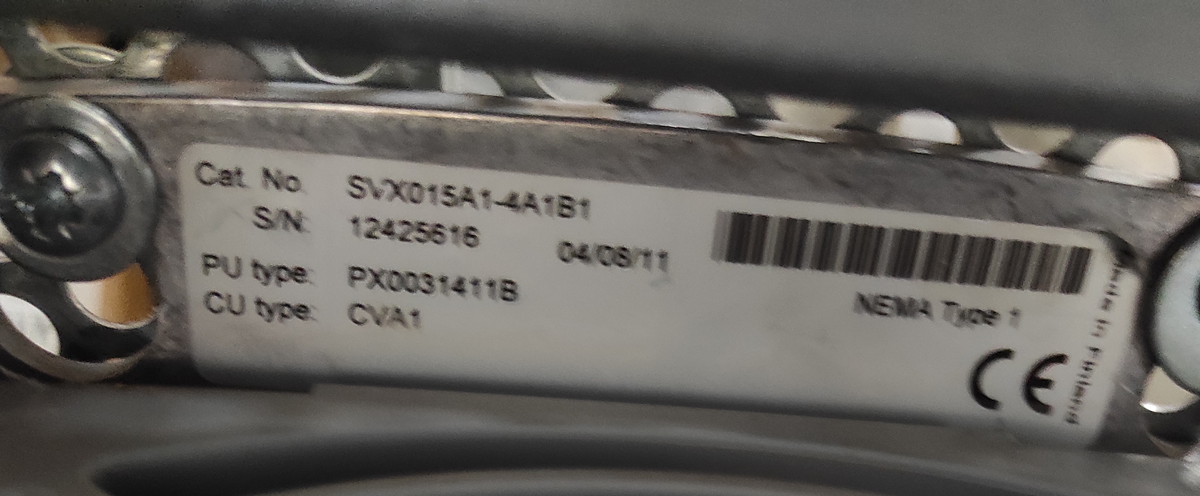 Cat. No. SVX015A1-4A1B1
S/N: 12425616 04/08/11
PU type: PX0031411B
CU type: CVA1
NEMA Type 1
CE
Made in Finland